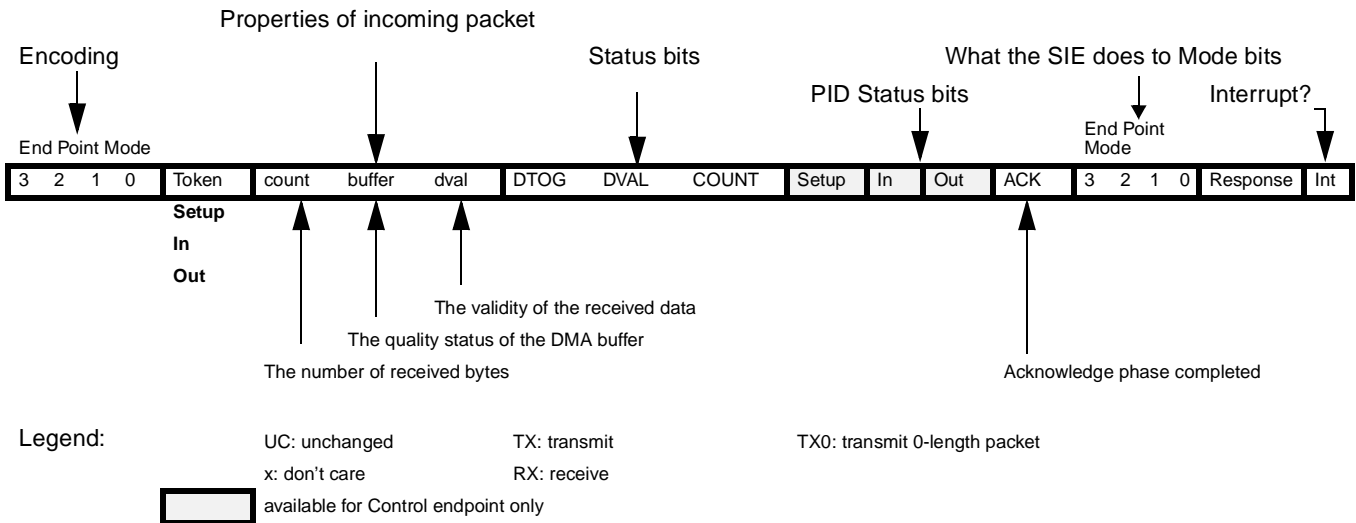 Properties of incoming packet
Encoding Status bits What the SIE does to Mode bits
PID Status bits Interrupt?
End Point Mode End Point
Mode
3 2 1 0 Token count buffer dval DTOG DVAL COUNT Setup In Out ACK 3 2 1 0 Response Int
Setup
In
Out
The validity of the received data
The quality status of the DMA buffer
The number of received bytes Acknowledge phase completed
Legend: UC: unchanged TX: transmit TX0: transmit 0-length packet
x: don't care RX: receive
available for Control endpoint only